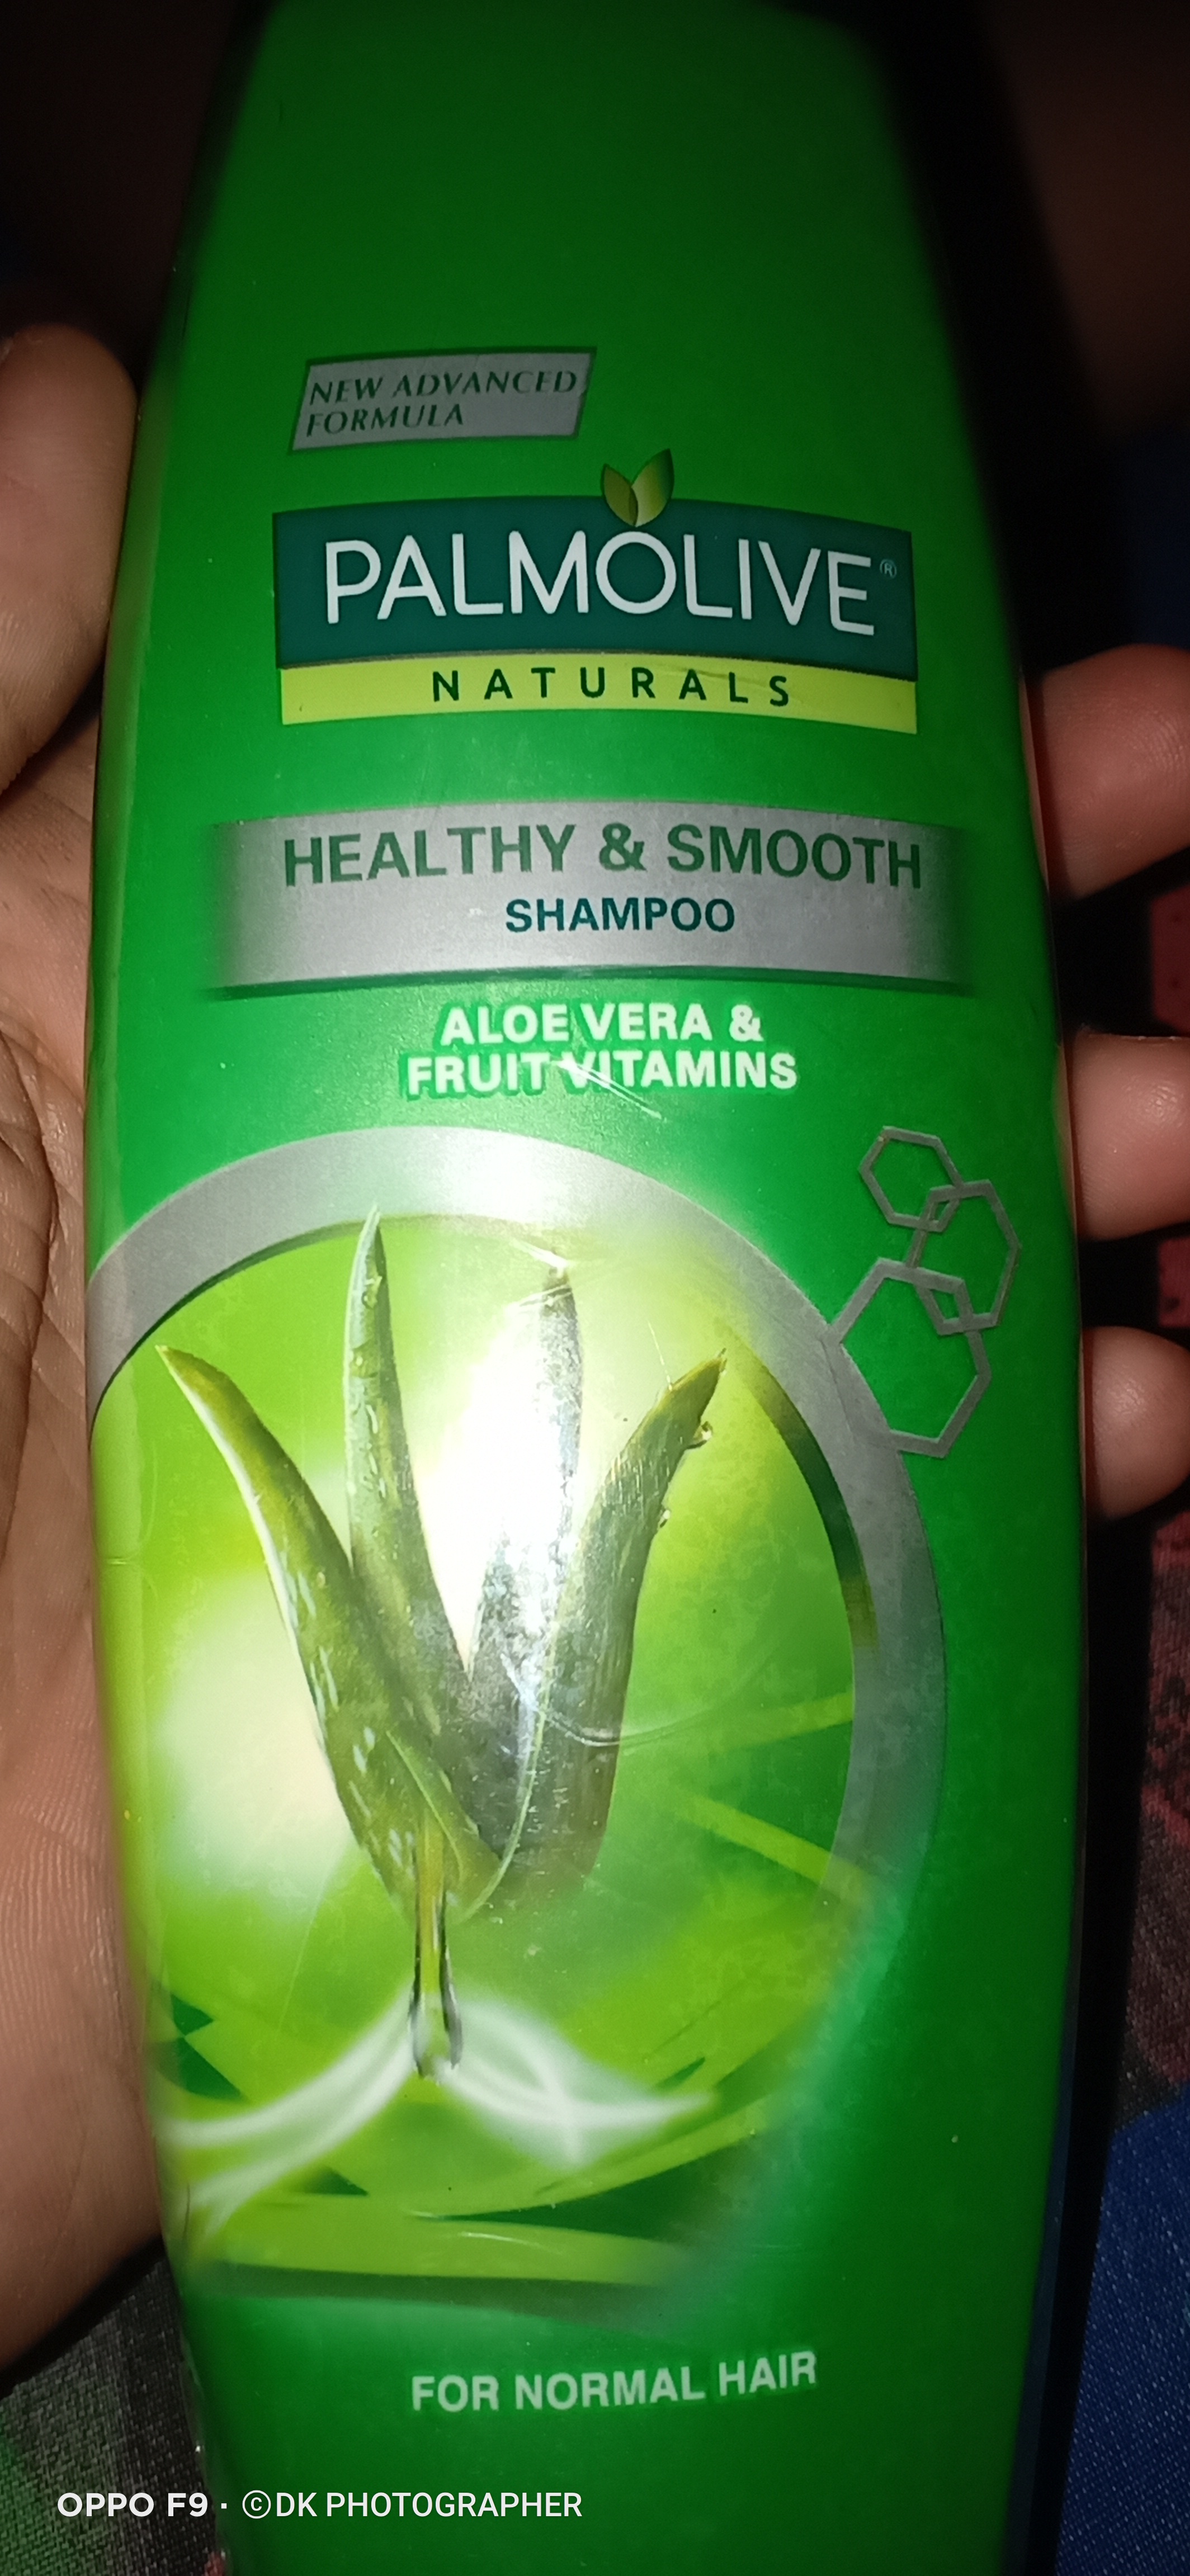 NEW ADVANCED
FORMULA
PALMOLIVE®
NATURALS
HEALTHY & SMOOTH
SHAMPOO
ALOE VERA &
FRUIT VITAMINS
FOR NORMAL HAIR
OPPO F9 · ©DK PHOTOGRAPHER